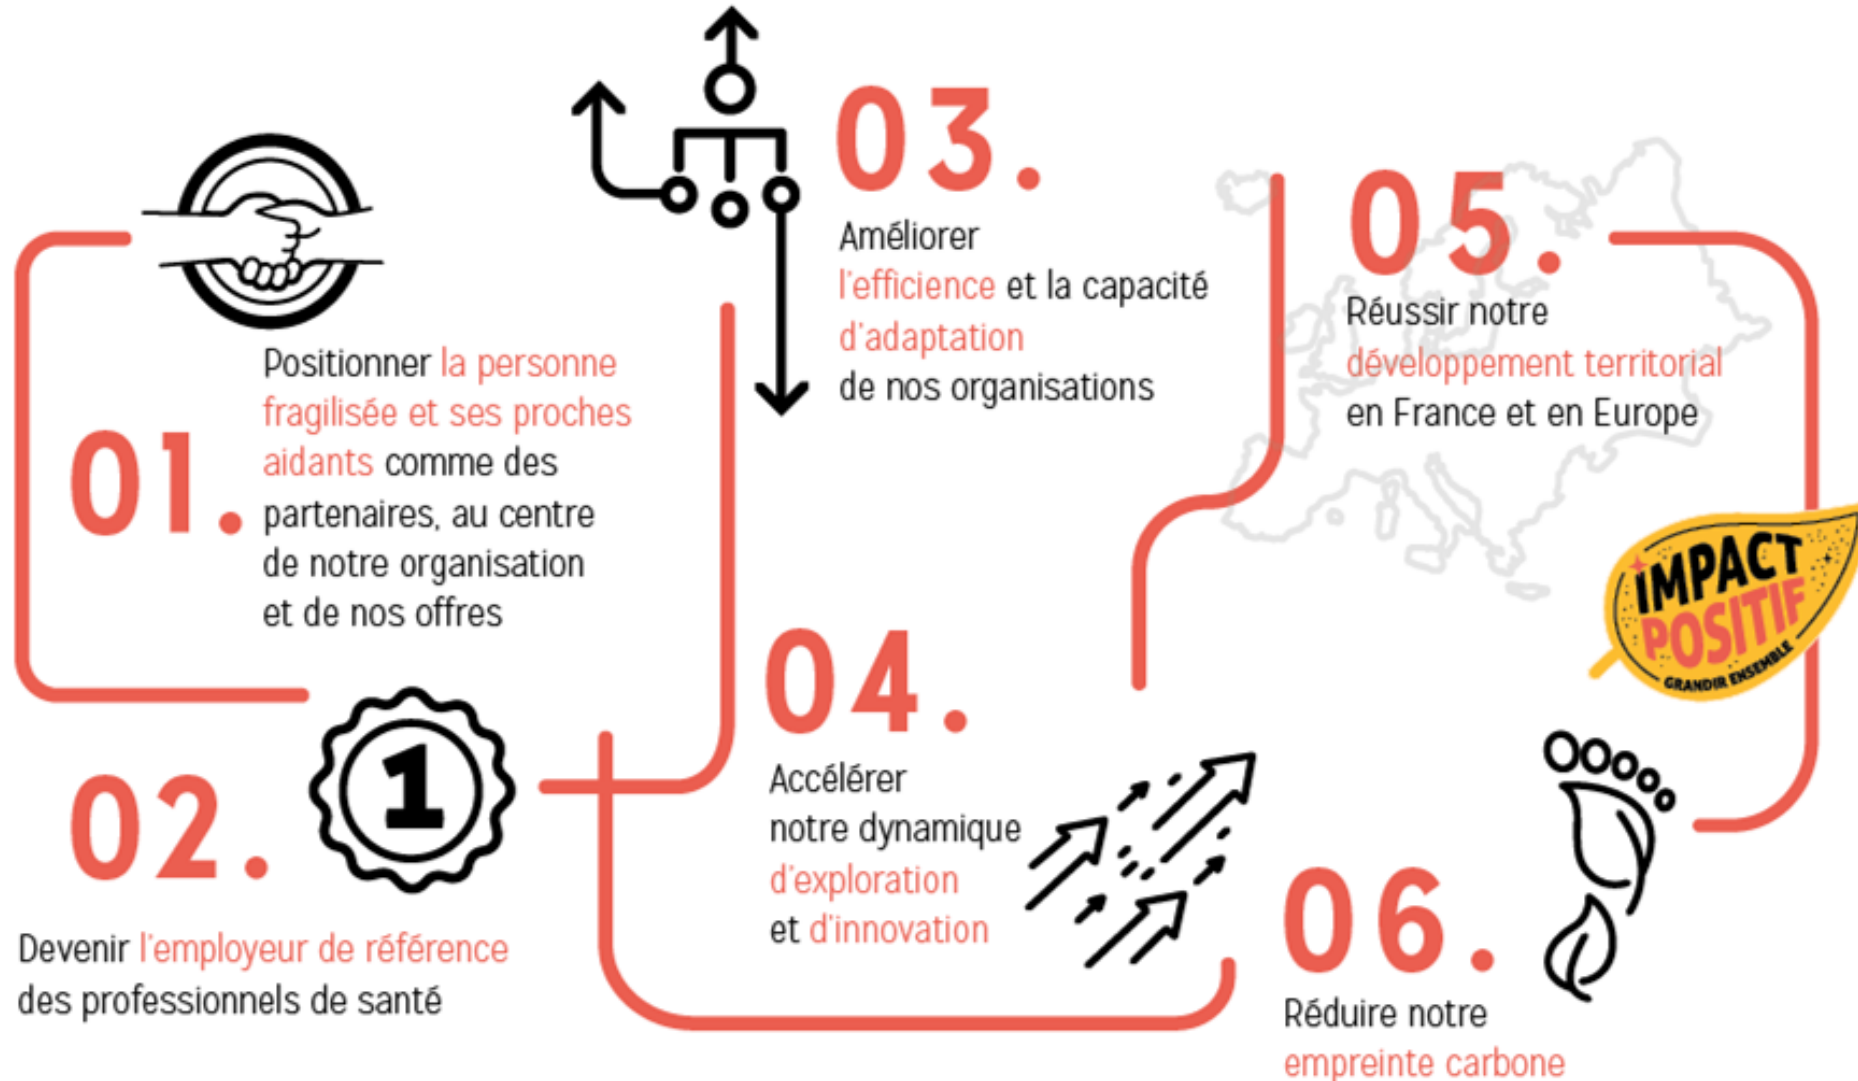 01.
Positionner la personne
fragilisée et ses proches
aidants comme des
partenaires, au centre
de notre organisation
et de nos offres
02.
1
Devenir l'employeur de référence
des professionnels de santé
03.
Améliorer
l'efficience et la capacité
d'adaptation
de nos organisations
04.
Accélérer
notre dynamique
d'exploration
et d'innovation
05.
Réussir notre
développement territorial
en France et en Europe
IMPACT
POSITIF
GRANDIR ENSEMBLE
06.
Réduire notre
empreinte carbone